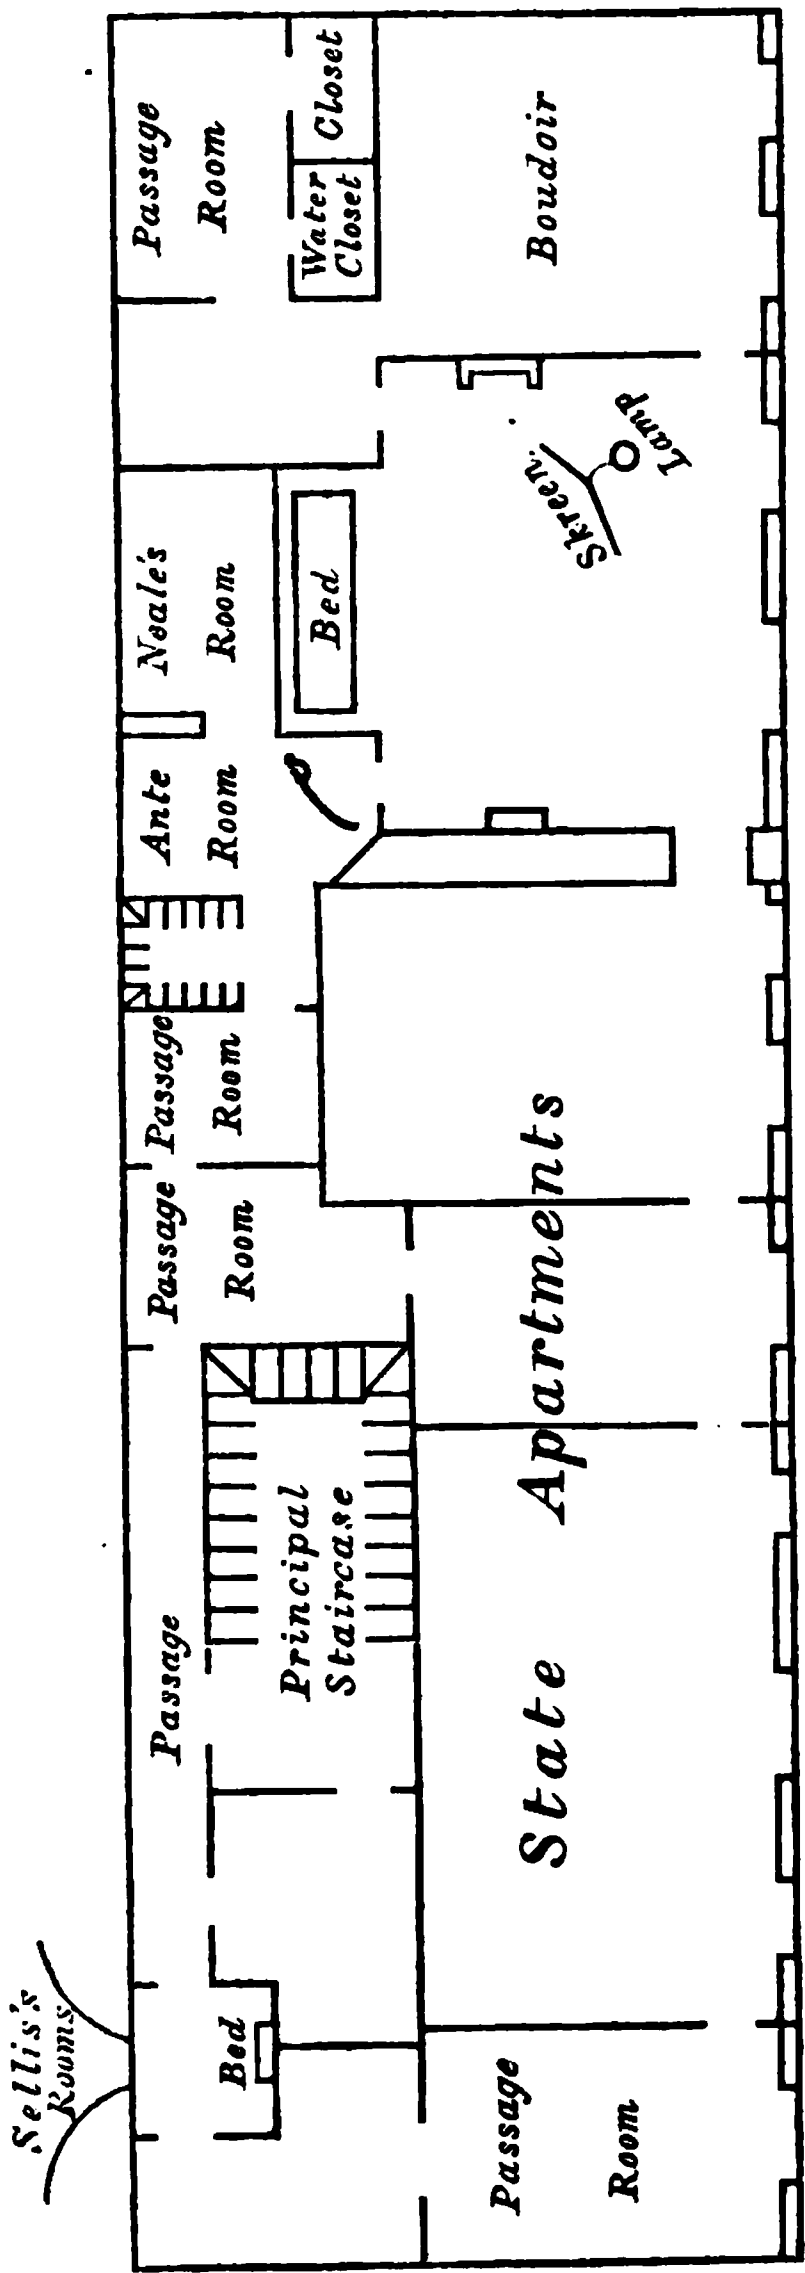 Sellis's
Rooms
Bed
Passage
Principal
Staircase
Passage
Room
Passage
Room
Ante
Room
Neale's
Room
Bed
Passage
Room
Water
Closet
Closet
Boudoir
Skreen.
Lamp
State Apartments
Passage
Room